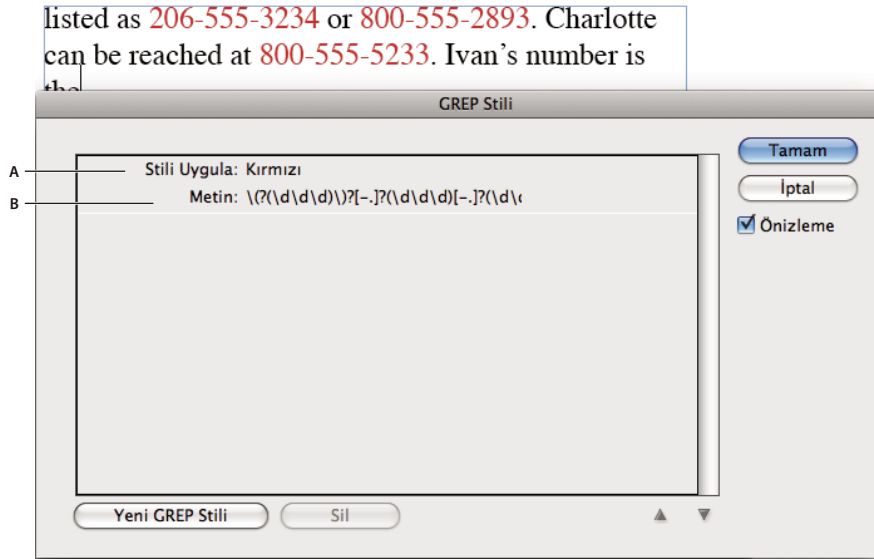 listed as 206-555-3234 or 800-555-2893. Charlotte
can be reached at 800-555-5233. Ivan’s number is
the
GREP Stili
A
Stili Uygula: Kırmızı
B
Metin: \(?(\d\d\d)\)?[-.]?(\d\d\d)[-.]?(\d\
Tamam
İptal
Önizleme
Yeni GREP Stili
Sil